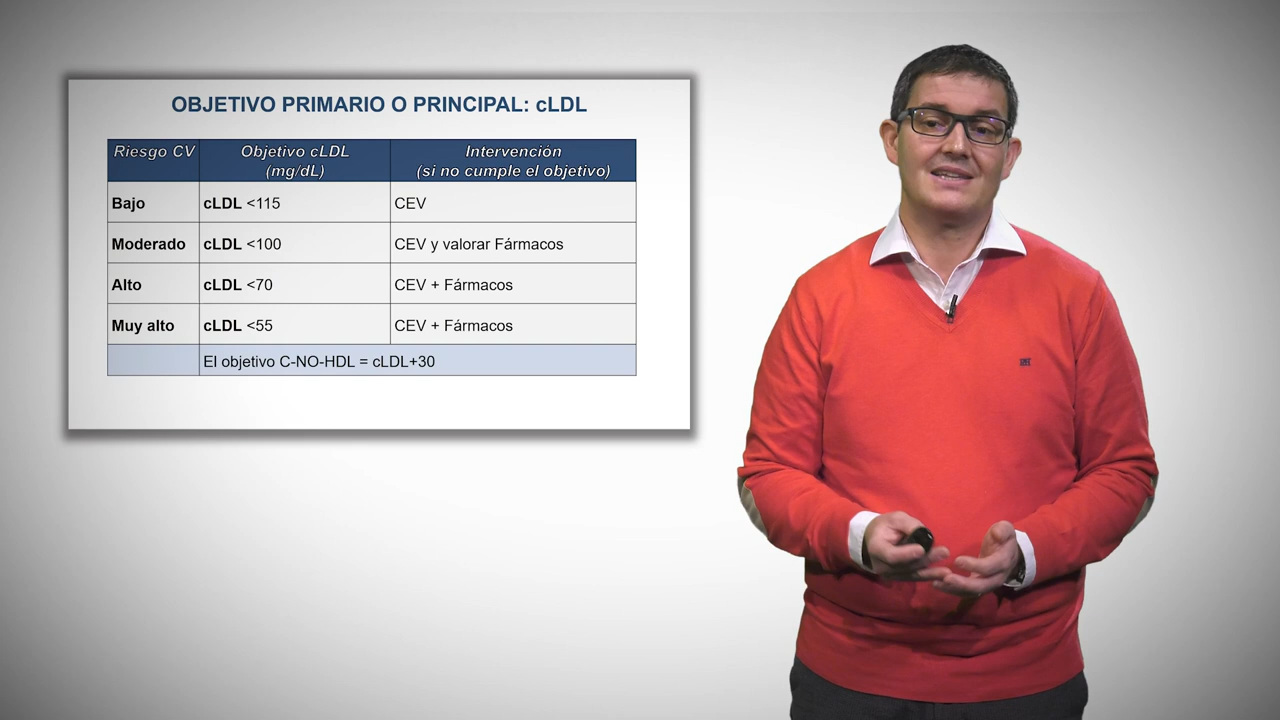 OBJETIVO PRIMARIO O PRINCIPAL: cLDL
Riesgo CV
Objetivo cLDL
(mg/dL)
Intervención
(si no cumple el objetivo)
Bajo
cLDL <115
CEV
Moderado
cLDL <100
CEV y valorar Fármacos
Alto
cLDL <70
CEV + Fármacos
Muy alto
cLDL <55
CEV + Fármacos
El objetivo C-NO-HDL = cLDL+30